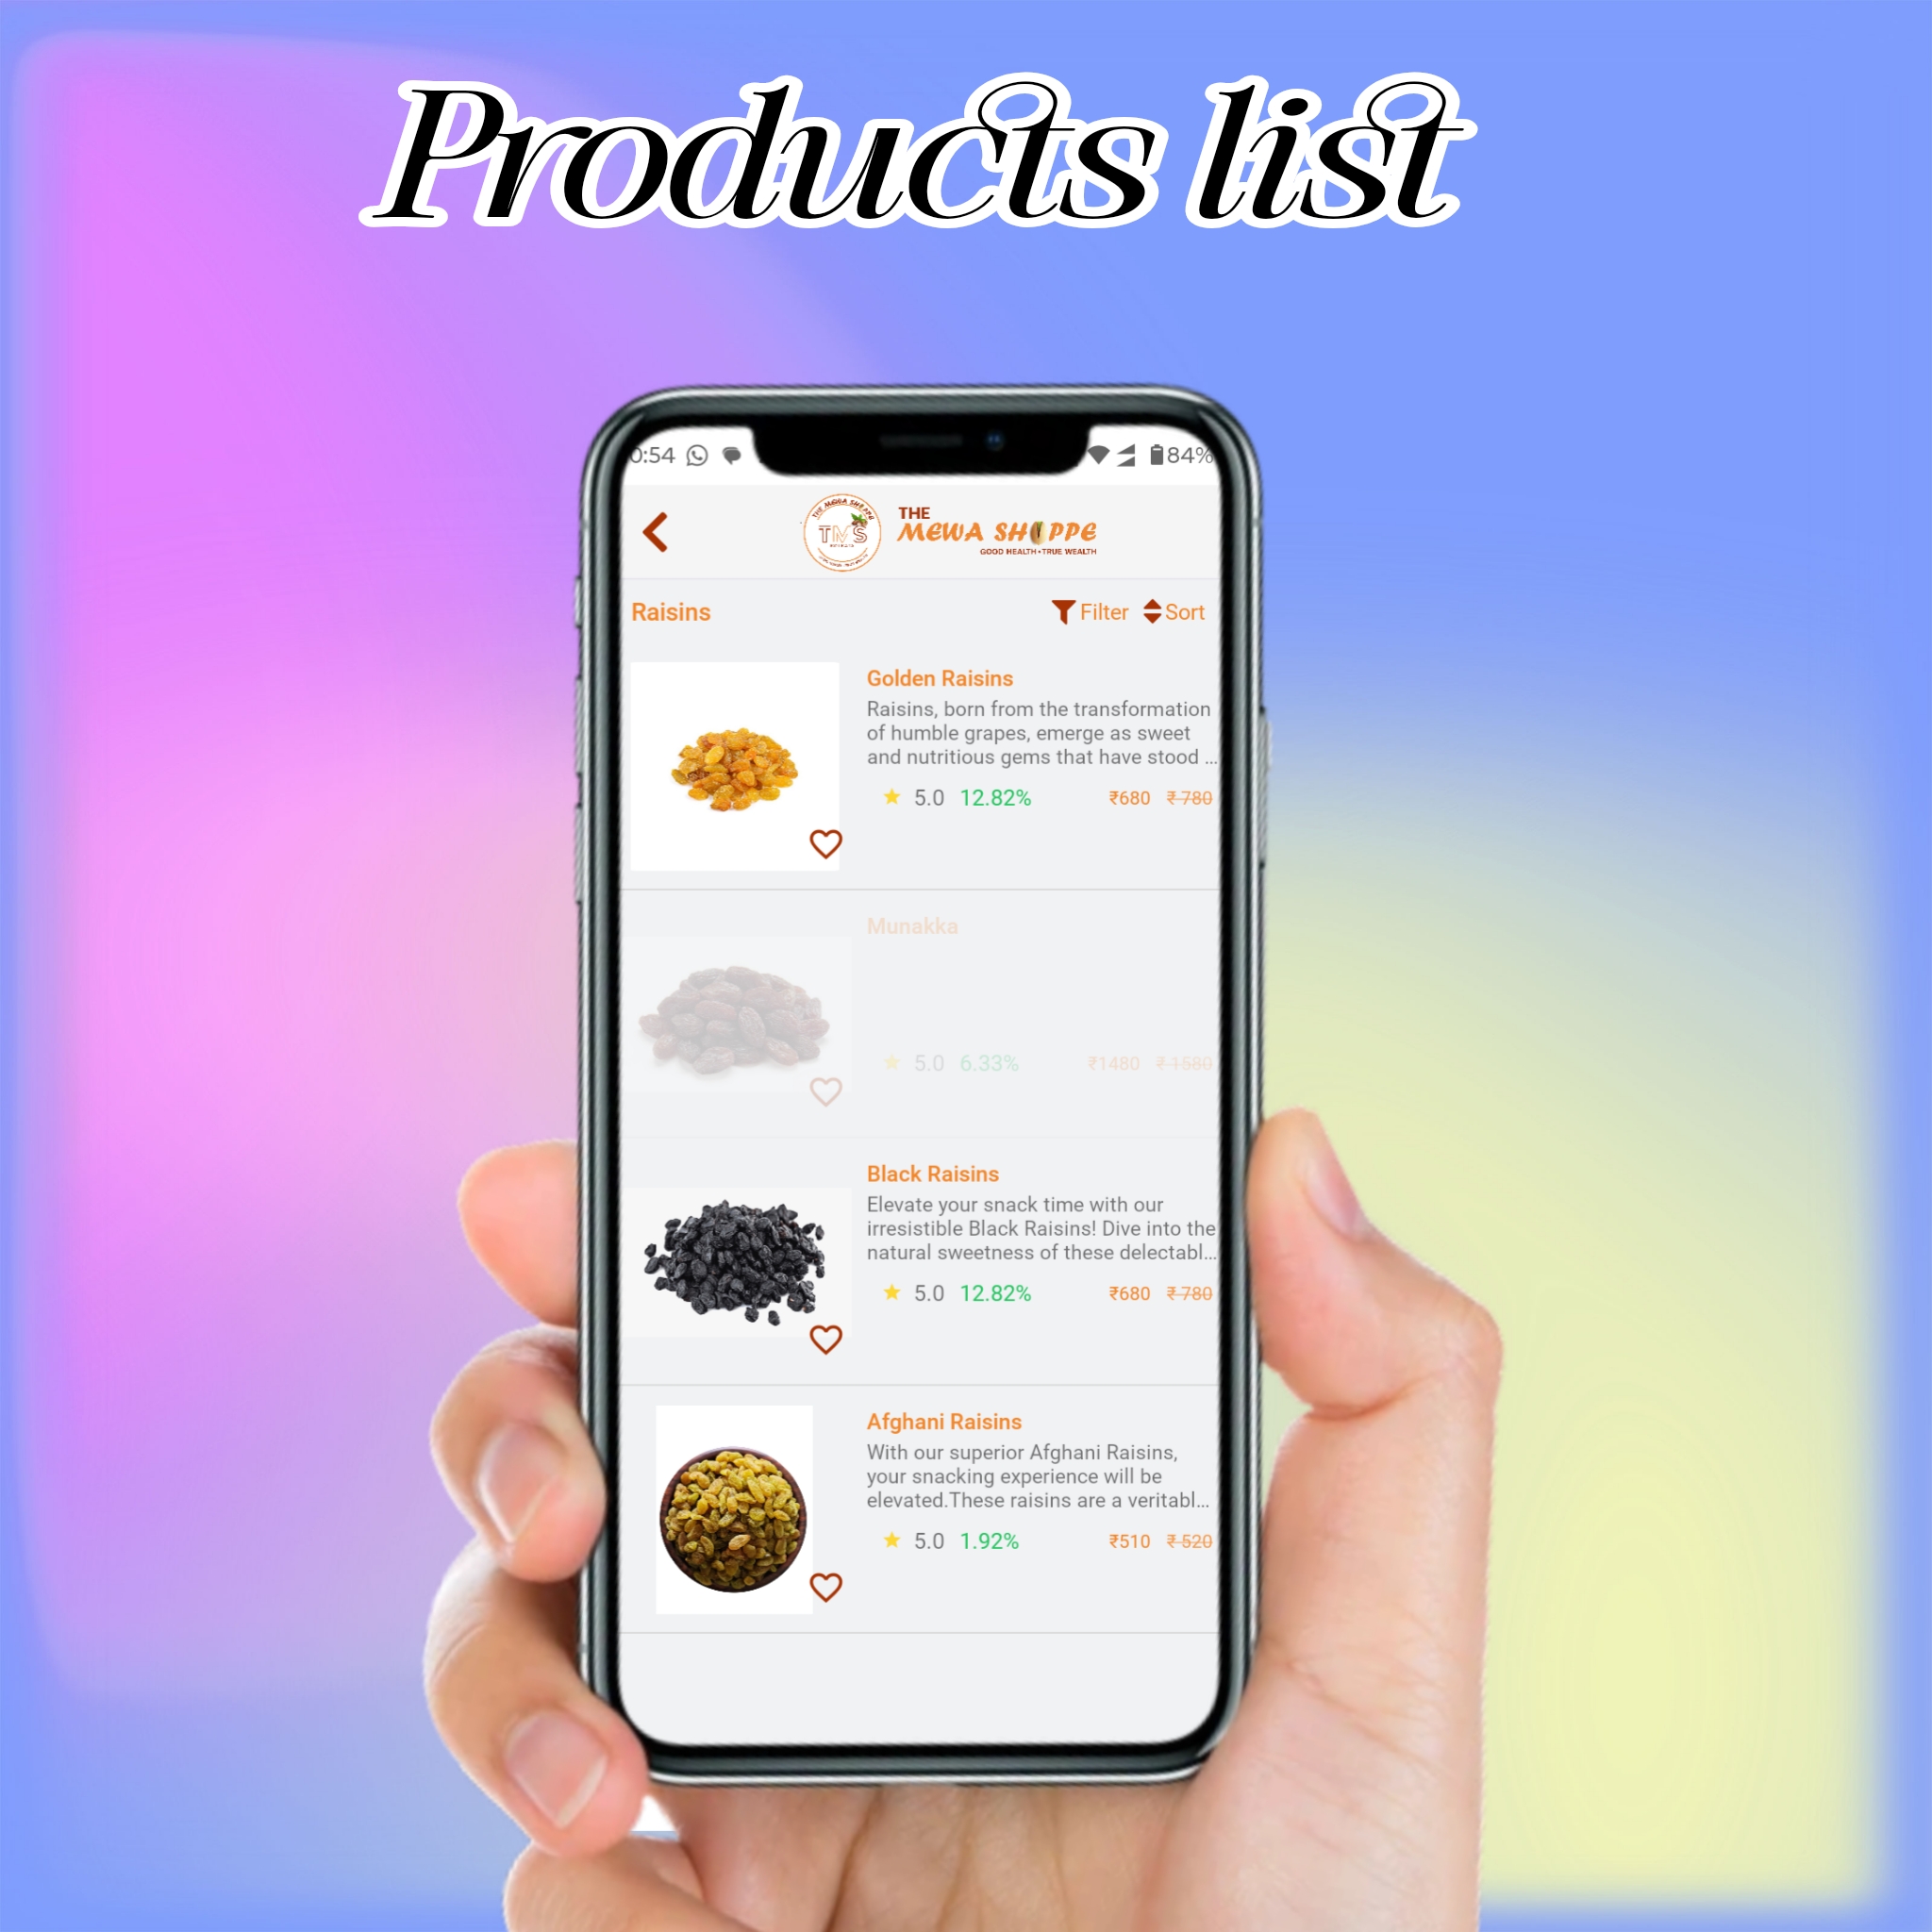 Products list
0:54
84%
TMS
THE
MEWA SHOPPE
GOOD HEALTH•TRUE WEALTH
Raisins
Filter
Sort
Golden Raisins
Raisins, born from the transformation
of humble grapes, emerge as sweet
and nutritious gems that have stood ...
5.0 12.82% ₹680 ₹ 780
Munakka
5.0 6.33% ₹1480 ₹ 1580
Black Raisins
Elevate your snack time with our
irresistible Black Raisins! Dive into the
natural sweetness of these delectabl...
5.0 12.82% ₹680 ₹ 780
Afghani Raisins
With our superior Afghani Raisins,
your snacking experience will be
elevated.These raisins are a veritabl...
5.0 1.92% ₹510 ₹ 520